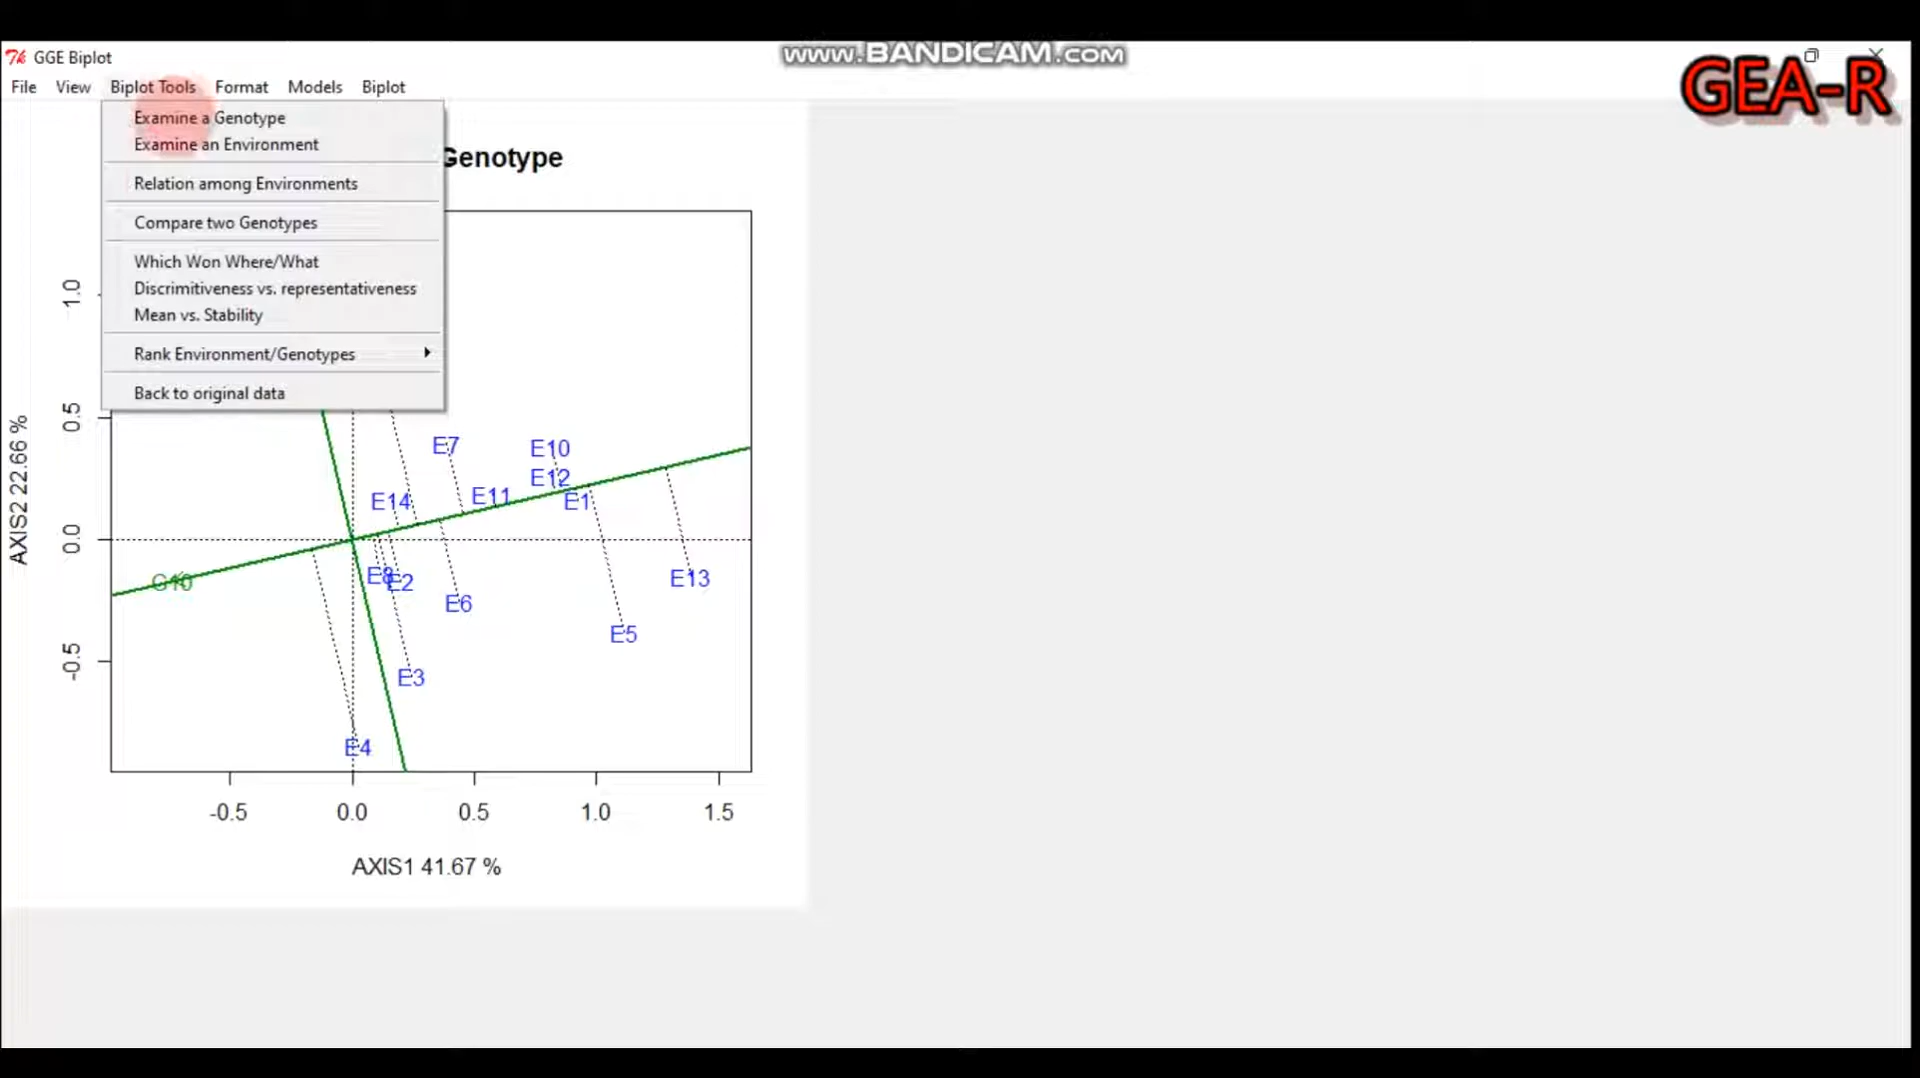 www.BANDICAM.com
GGE Biplot
GEA-R
File View Biplot Tools Format Models Biplot
Examine a Genotype
Examine an Environment
Relation among Environments
Compare two Genotypes
Which Won Where/What
Discrimitiveness vs. representativeness
Mean vs. Stability
Rank Environment/Genotypes
Back to original data
Genotype
1.0
0.5
0.0
-0.5
AXIS2 22.66 %
E7
E10
E12
E14
E11
E1
G10
E8
E2
E13
E6
E5
E3
E4
-0.5 0.0 0.5 1.0 1.5
AXIS1 41.67 %